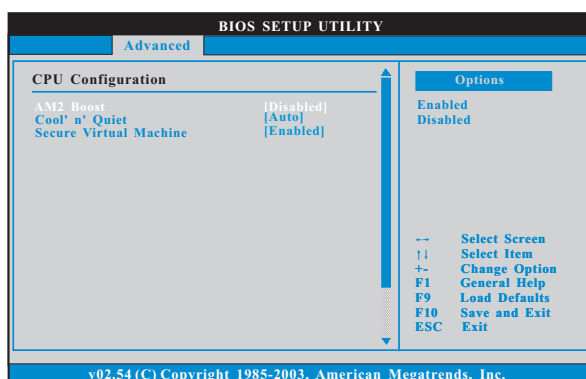 BIOS SETUP UTILITY
Advanced
CPU Configuration
AM2 Boost [Disabled]
Cool' n' Quiet [Auto]
Secure Virtual Machine [Enabled]
Options
Enabled
Disabled
←→ Select Screen
↑↓ Select Item
+- Change Option
F1 General Help
F9 Load Defaults
F10 Save and Exit
ESC Exit
v02.54 (C) Copyright 1985-2003, American Megatrends, Inc.